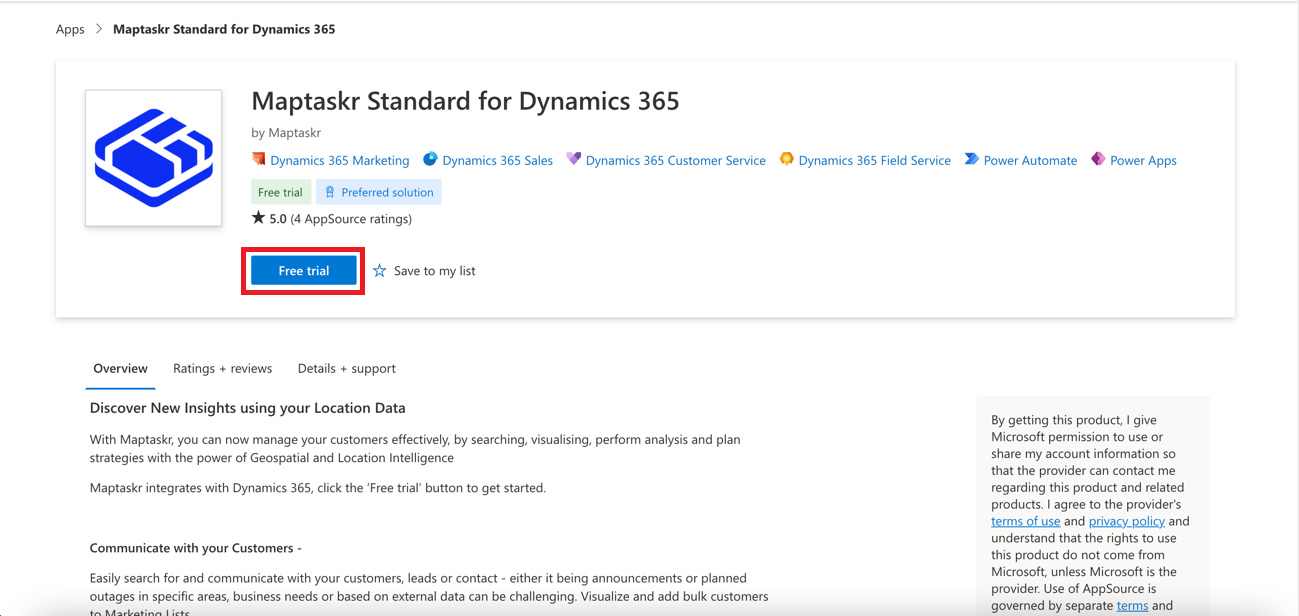 Apps > Maptaskr Standard for Dynamics 365
Maptaskr Standard for Dynamics 365
by Maptaskr
Dynamics 365 Marketing Dynamics 365 Sales Dynamics 365 Customer Service Dynamics 365 Field Service Power Automate Power Apps
Free trial Preferred solution
★ 5.0 (4 AppSource ratings)
Free trial Save to my list
Overview Ratings + reviews Details + support
Discover New Insights using your Location Data
With Maptaskr, you can now manage your customers effectively, by searching, visualising, perform analysis and plan
strategies with the power of Geospatial and Location Intelligence
Maptaskr integrates with Dynamics 365, click the ‘Free trial’ button to get started.
Communicate with your Customers -
Easily search for and communicate with your customers, leads or contact - either it being announcements or planned
outages in specific areas, business needs or based on external data can be challenging. Visualize and add bulk customers
to Marketing Lists
By getting this product, I give
Microsoft permission to use or
share my account information so
that the provider can contact me
regarding this product and related
products. I agree to the provider's
terms of use and privacy policy and
understand that the rights to use
this product do not come from
Microsoft, unless Microsoft is the
provider. Use of AppSource is
governed by separate terms and